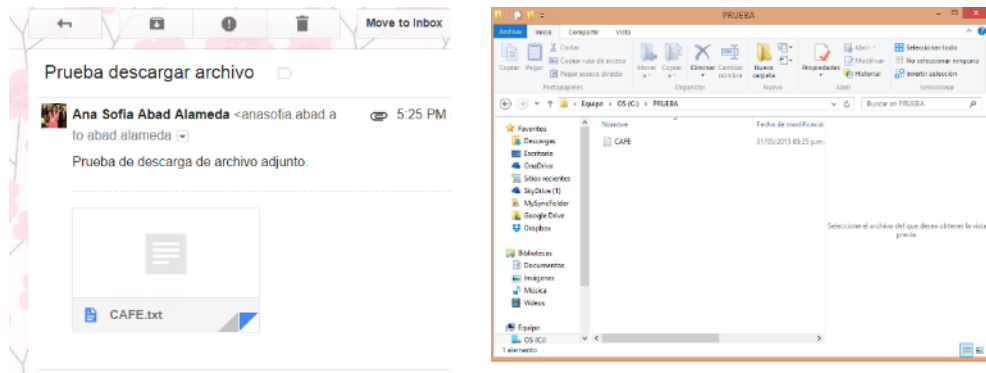 Move to Inbox
Prueba descargar archivo
Ana Sofia Abad Alameda <anasofia.abad.a 5:25 PM
to abad.alameda
Prueba de descarga de archivo adjunto.
CAFE.txt
PRUEBA
Archivo Inicio Compartir Vista
Copiar Pegar
Cortar
Copiar ruta de acceso
Pegar acceso directo
Mover a Copiar a Eliminar Cambiar nombre
Nueva carpeta
Propiedades
Abrir
Modificar
Historial
Seleccionar todo
No seleccionar ninguno
Invertir selección
Portapapeles Organizar Nuevo Abrir Seleccionar
Equipo OS (C:) PRUEBA Buscar en PRUEBA
Nombre Fecha de modificació
CAFE 31/05/2015 05:25 p.m.
Favoritos
Descargas
Escritorio
OneDrive
Sitios recientes
SkyDrive (1)
MySyncFolder
Google Drive
Dropbox
Bibliotecas
Documentos
Imágenes
Música
Videos
Equipo
OS (C:)
Seleccione el archivo del que desea obtener la vista
previa.
1 elemento